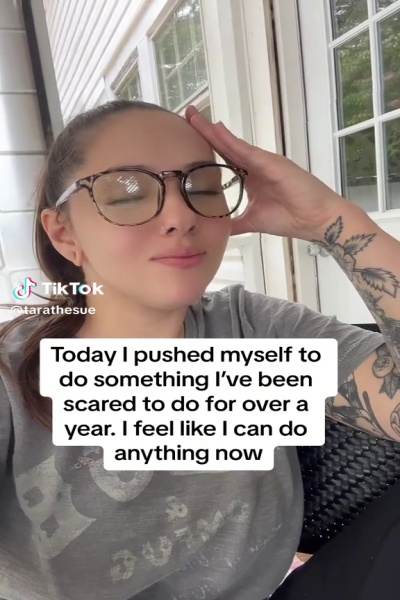 TikTok
@tarathesue
Today I pushed myself to
do something I've been
scared to do for over a
year. I feel like I can do
anything now